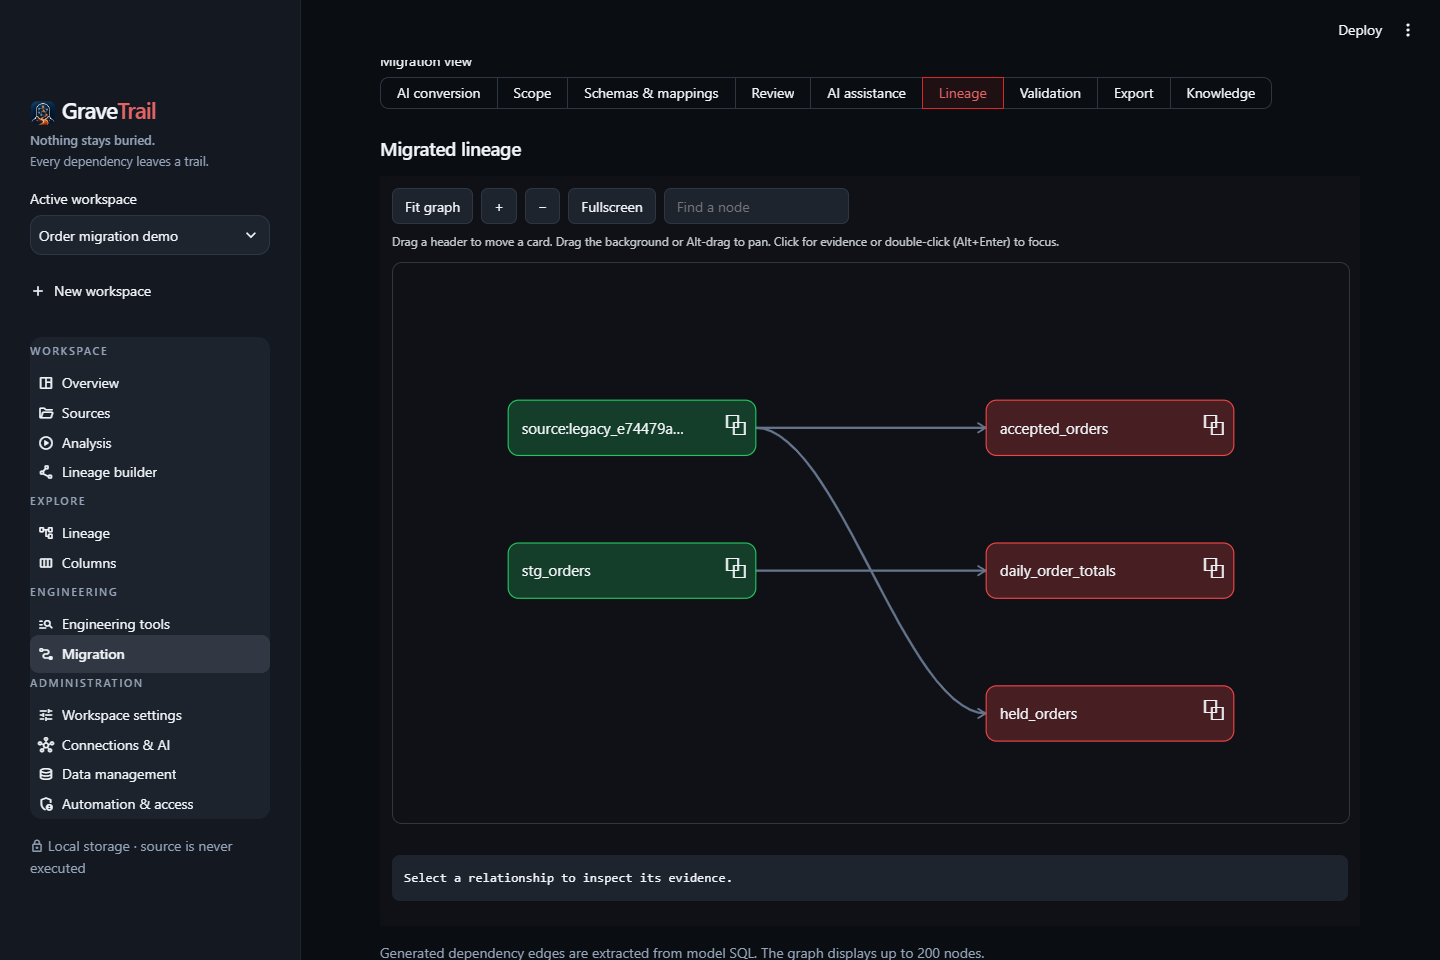 Deploy
GraveTrail
Nothing stays buried.
Every dependency leaves a trail.
Active workspace
Order migration demo
+ New workspace
WORKSPACE
Overview
Sources
Analysis
Lineage builder
EXPLORE
Lineage
Columns
ENGINEERING
Engineering tools
Migration
ADMINISTRATION
Workspace settings
Connections & AI
Data management
Automation & access
Local storage · source is never
executed
Migration view
AI conversion Scope Schemas & mappings Review AI assistance Lineage Validation Export Knowledge
Migrated lineage
Fit graph + − Fullscreen Find a node
Drag a header to move a card. Drag the background or Alt-drag to pan. Click for evidence or double-click (Alt+Enter) to focus.
source:legacy_e74479a... accepted_orders
stg_orders daily_order_totals
held_orders
Select a relationship to inspect its evidence.
Generated dependency edges are extracted from model SQL. The graph displays up to 200 nodes.